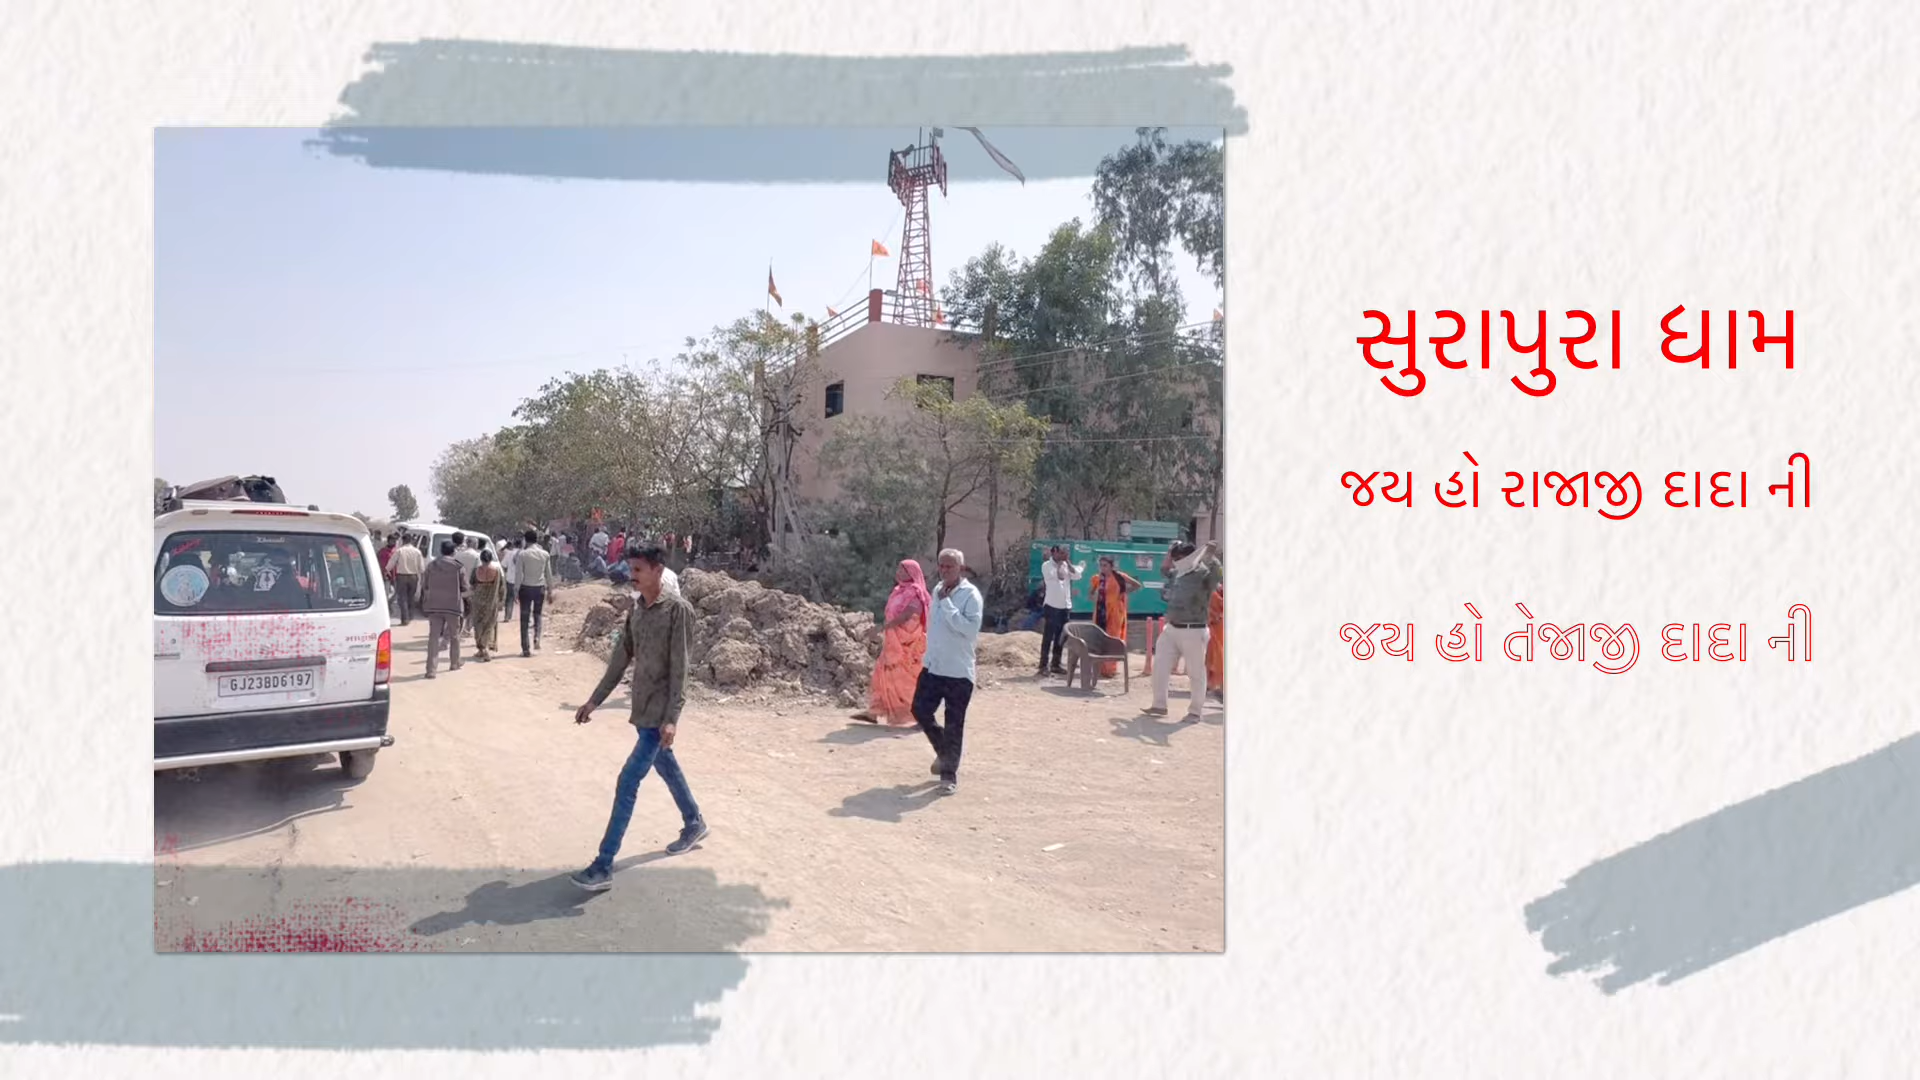 સુરાપુરા ધામ
જય હો રાજાજી દાદા ની
જય હો તેજાજી દાદા ની
GJ23BD6197